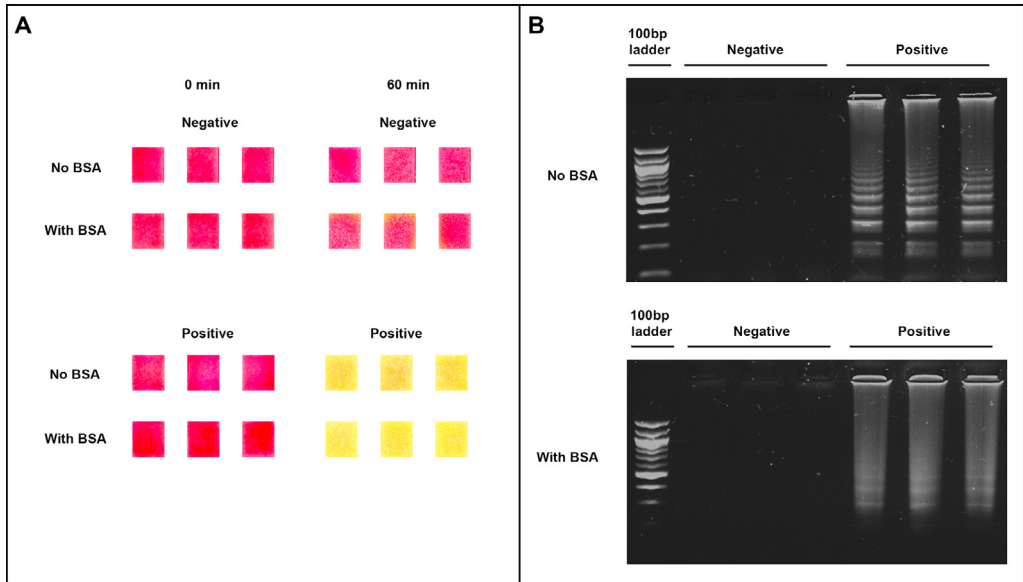 A
0 min
60 min
Negative
Negative
No BSA
With BSA
Positive
Positive
No BSA
With BSA
B
100bp
ladder
Negative
Positive
No BSA
100bp
ladder
Negative
Positive
With BSA